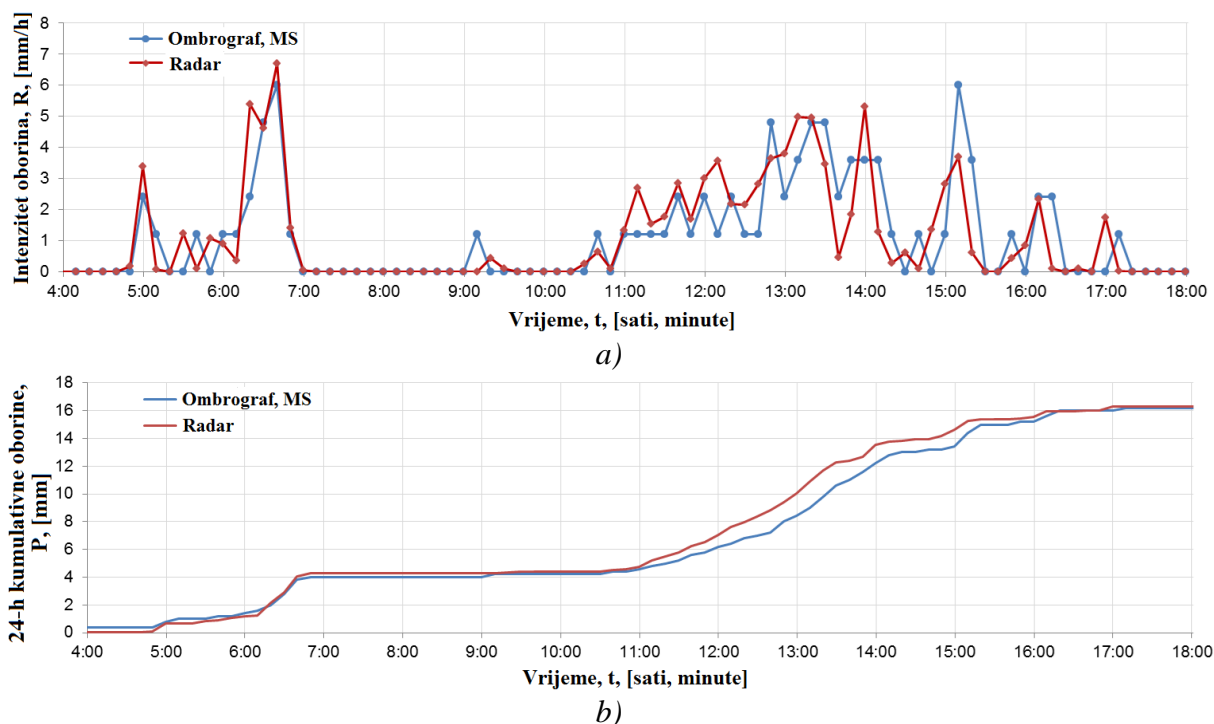 Intenzitet oborina, R, [mm/h]
8
7
6
5
4
3
2
1
0
Ombrograf, MS
Radar
4:00 5:00 6:00 7:00 8:00 9:00 10:00 11:00 12:00 13:00 14:00 15:00 16:00 17:00 18:00
Vrijeme, t, [sati, minute]
a)
24-h kumulativne oborine,
P, [mm]
18
16
14
12
10
8
6
4
2
0
Ombrograf, MS
Radar
4:00 5:00 6:00 7:00 8:00 9:00 10:00 11:00 12:00 13:00 14:00 15:00 16:00 17:00 18:00
Vrijeme, t, [sati, minute]
b)